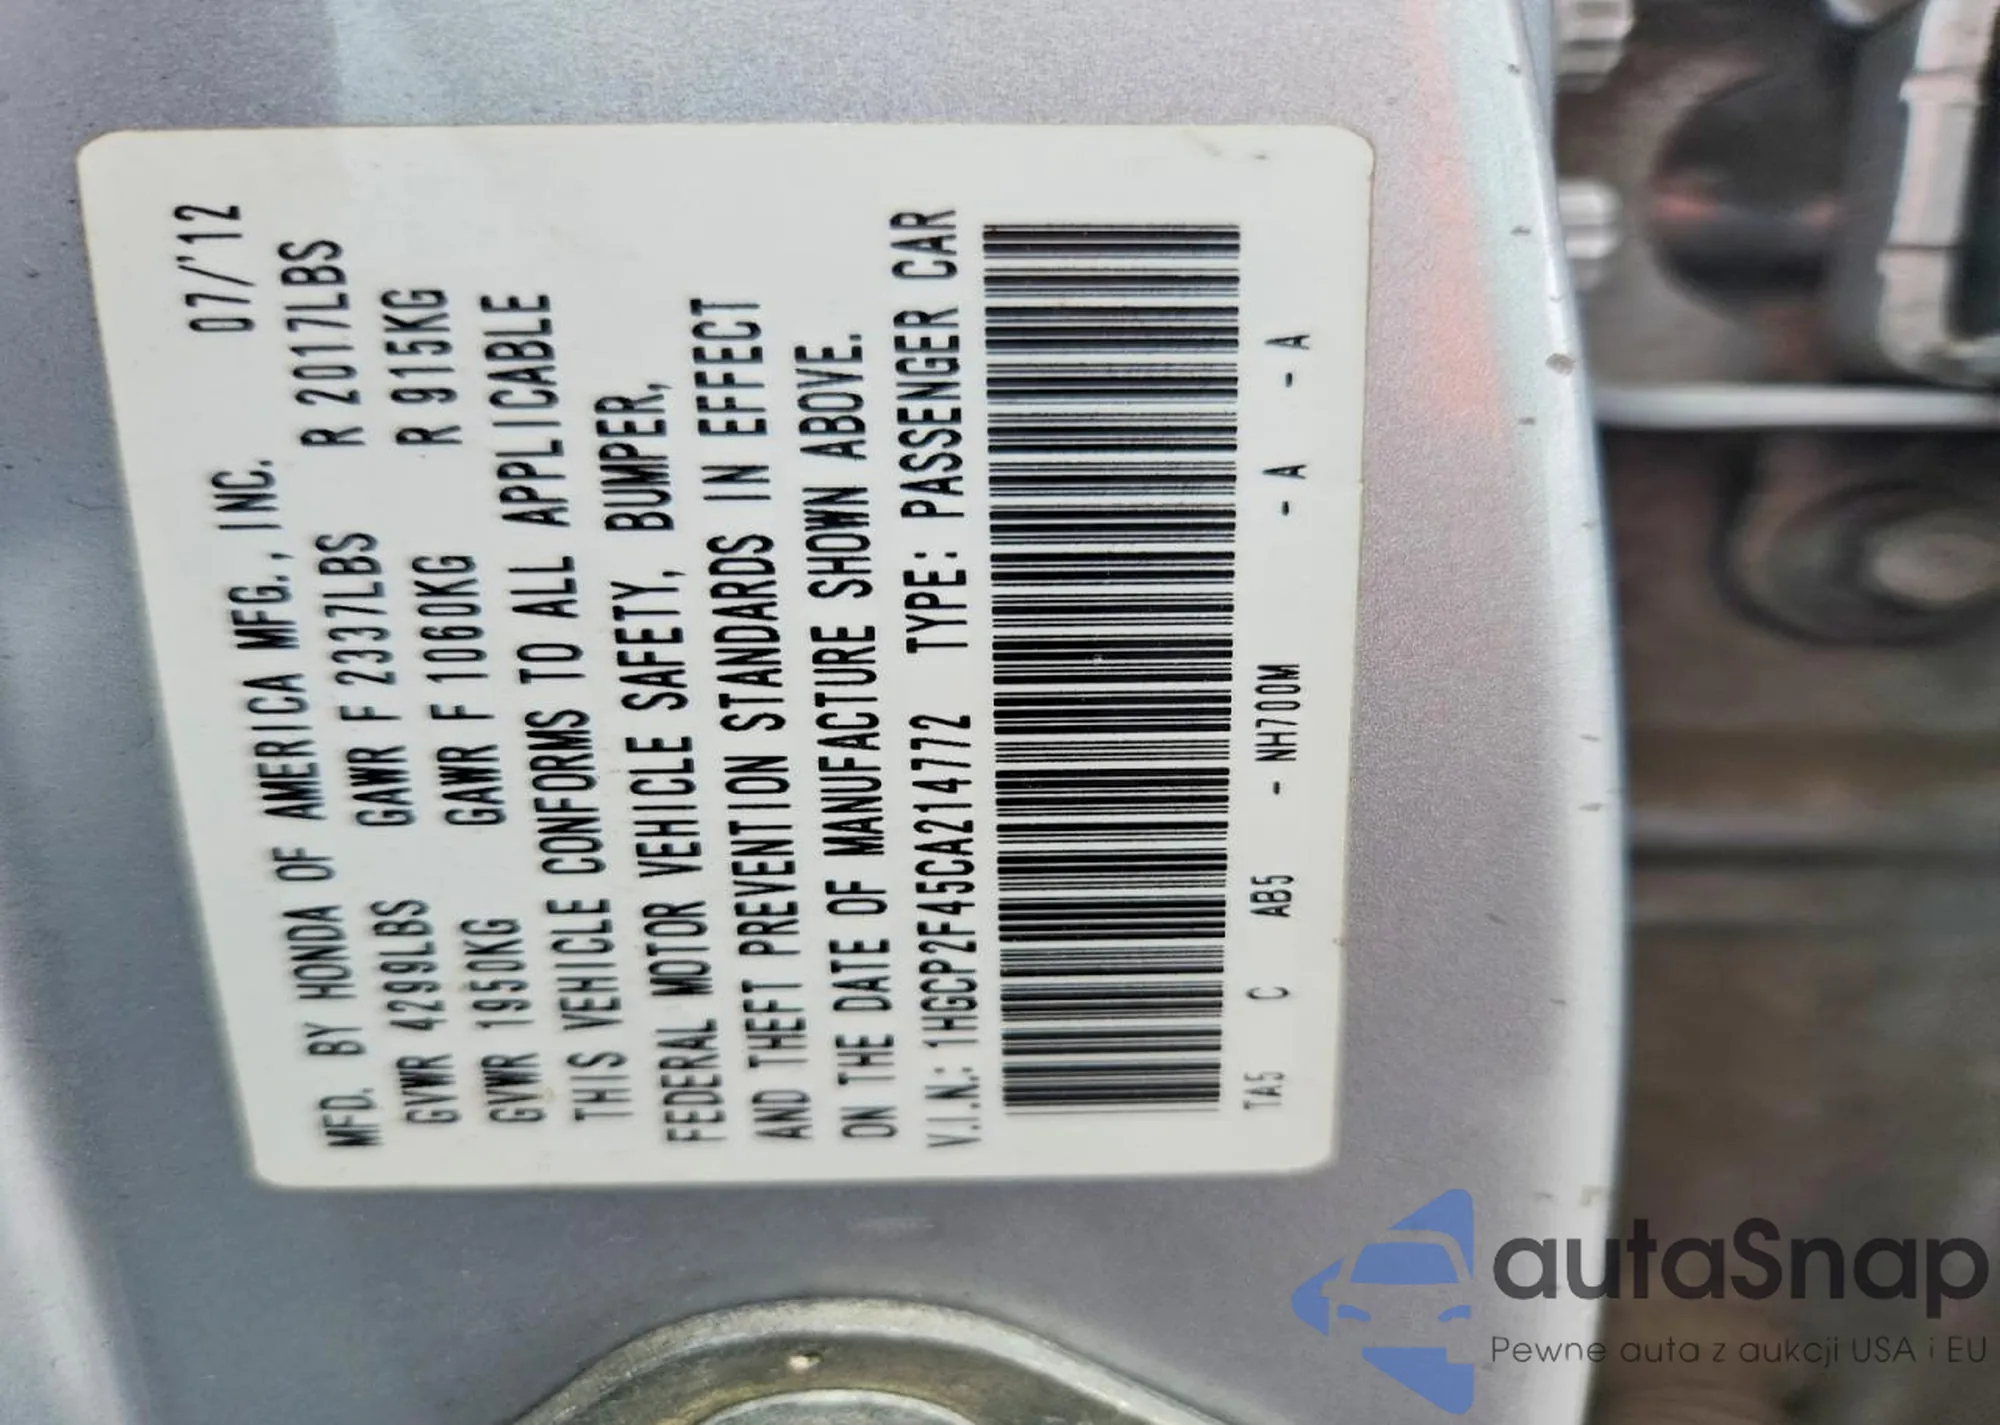 MFD. BY HONDA OF AMERICA MFG., INC. 07/'12
GVWR 4299LBS GAWR F 2337LBS R 2017LBS
GVWR 1950KG GAWR F 1060KG R 915KG
THIS VEHICLE CONFORMS TO ALL APPLICABLE
FEDERAL MOTOR VEHICLE SAFETY, BUMPER,
AND THEFT PREVENTION STANDARDS IN EFFECT
ON THE DATE OF MANUFACTURE SHOWN ABOVE.
V.I.N.: 1HGCP2F45CA214772 TYPE: PASSENGER CAR
TA5 C AB5 - NH700M - A - A
autaSnap
Pewne auta z aukcji USA i EU